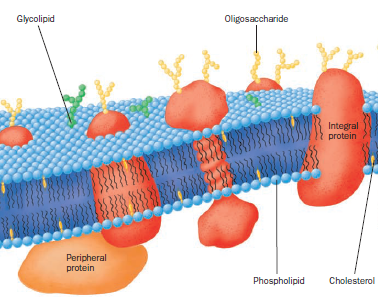 Glycolipid
Oligosaccharide
Integral
protein
Peripheral
protein
Phospholipid
Cholesterol